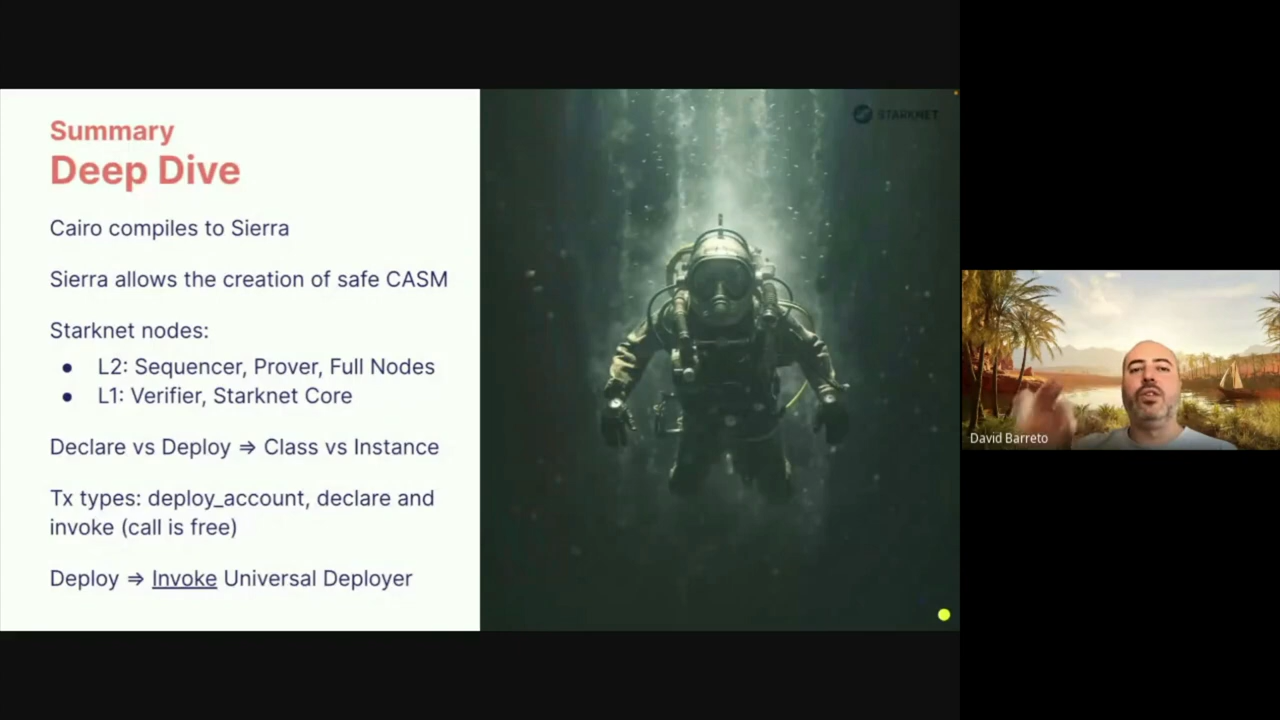 Summary
Deep Dive
STARKNET
Cairo compiles to Sierra
Sierra allows the creation of safe CASM
Starknet nodes:
● L2: Sequencer, Prover, Full Nodes
● L1: Verifier, Starknet Core
Declare vs Deploy ⇒ Class vs Instance
Tx types: deploy_account, declare and
invoke (call is free)
Deploy ⇒ Invoke Universal Deployer
David Barreto